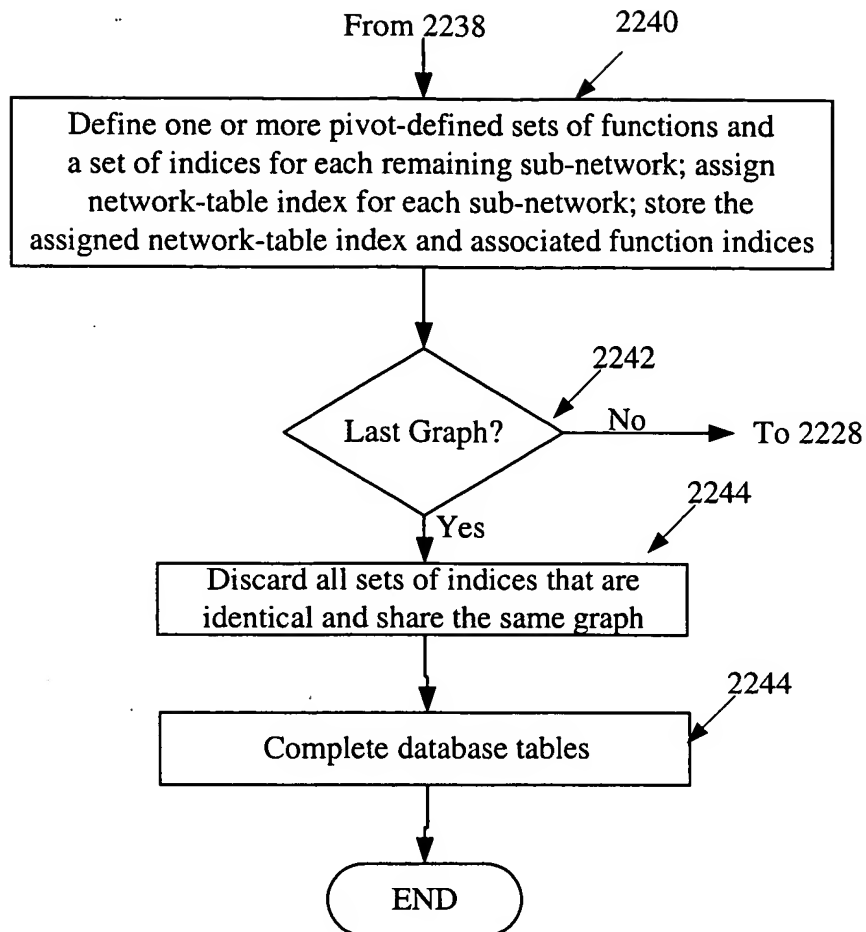 From 2238
2240
Define one or more pivot-defined sets of functions and
a set of indices for each remaining sub-network; assign
network-table index for each sub-network; store the
assigned network-table index and associated function indices
2242
Last Graph?
No
To 2228
Yes
2244
Discard all sets of indices that are
identical and share the same graph
2244
Complete database tables
END